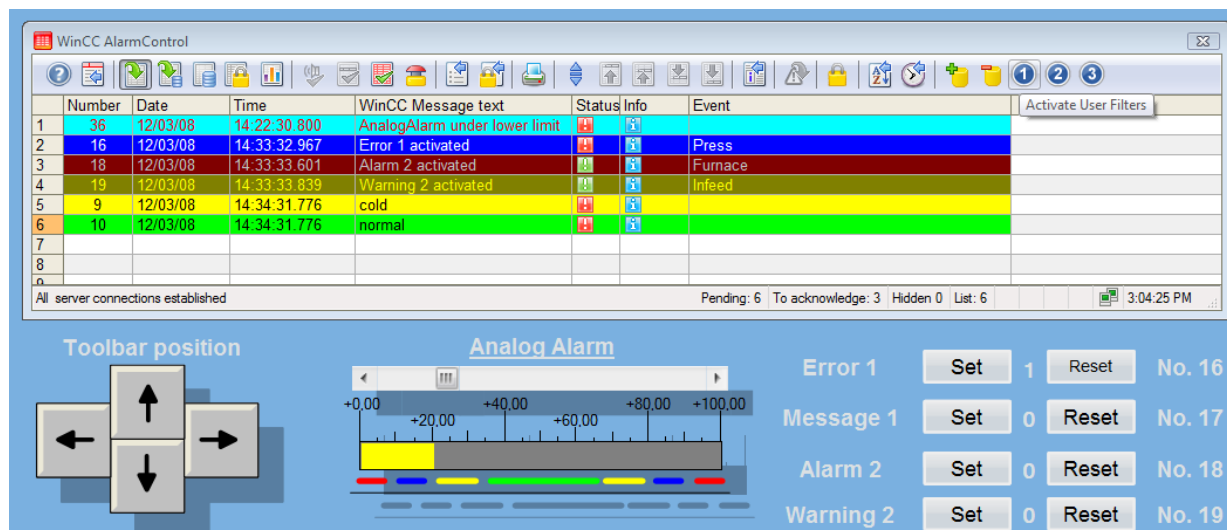 WinCC AlarmControl
1 2 3
Number Date Time WinCC Message text Status Info Event
Activate User Filters
1 36 12/03/08 14:22:30.800 AnalogAlarm under lower limit
2 16 12/03/08 14:33:32.967 Error 1 activated Press
3 18 12/03/08 14:33:33.601 Alarm 2 activated Furnace
4 19 12/03/08 14:33:33.839 Warning 2 activated Infeed
5 9 12/03/08 14:34:31.776 cold
6 10 12/03/08 14:34:31.776 normal
7
8
9
All server connections established Pending: 6 To acknowledge: 3 Hidden 0 List: 6 3:04:25 PM
Toolbar position
Analog Alarm
+0,00 +40,00 +80,00 +100,00
+20,00 +60,00
Error 1 Set 1 Reset No. 16
Message 1 Set 0 Reset No. 17
Alarm 2 Set 0 Reset No. 18
Warning 2 Set 0 Reset No. 19